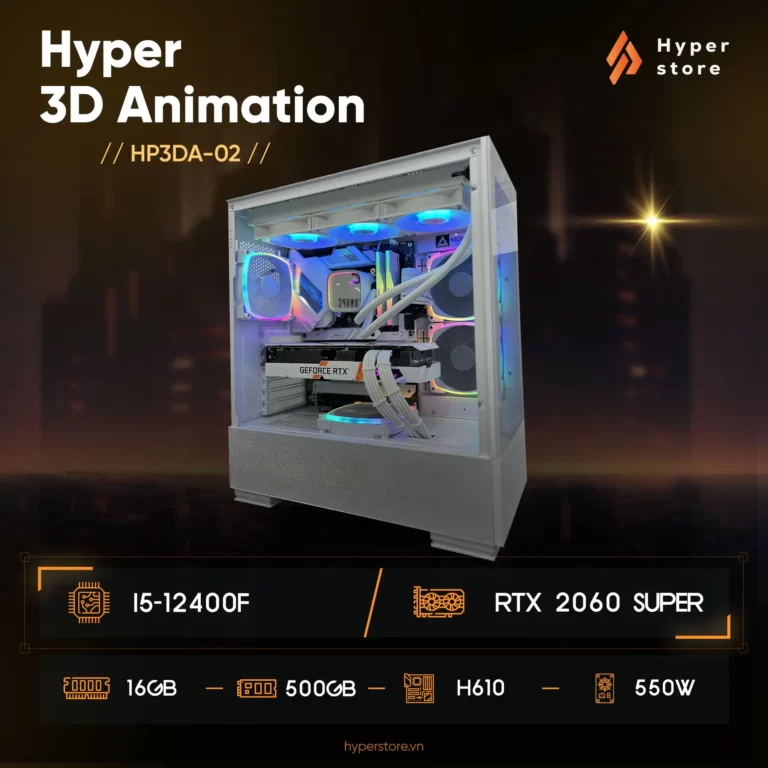 Hyper
3D Animation
// HP3DA-02 //
Hyper
store
GEFORCE RTX
I5-12400F
RTX 2060 SUPER
16GB
500GB
H610
550W
hyperstore.vn